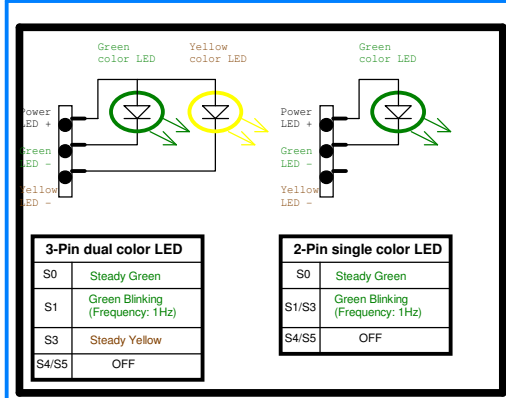 Green
color LED
Yellow
color LED
Power
LED +
Green
LED -
Yellow
LED -
Green
color LED
Power
LED +
Green
LED -
Yellow
LED -
3-Pin dual color LED
S0 Steady Green
S1 Green Blinking
(Frequency: 1Hz)
S3 Steady Yellow
S4/S5 OFF
2-Pin single color LED
S0 Steady Green
S1/S3 Green Blinking
(Frequency: 1Hz)
S4/S5 OFF